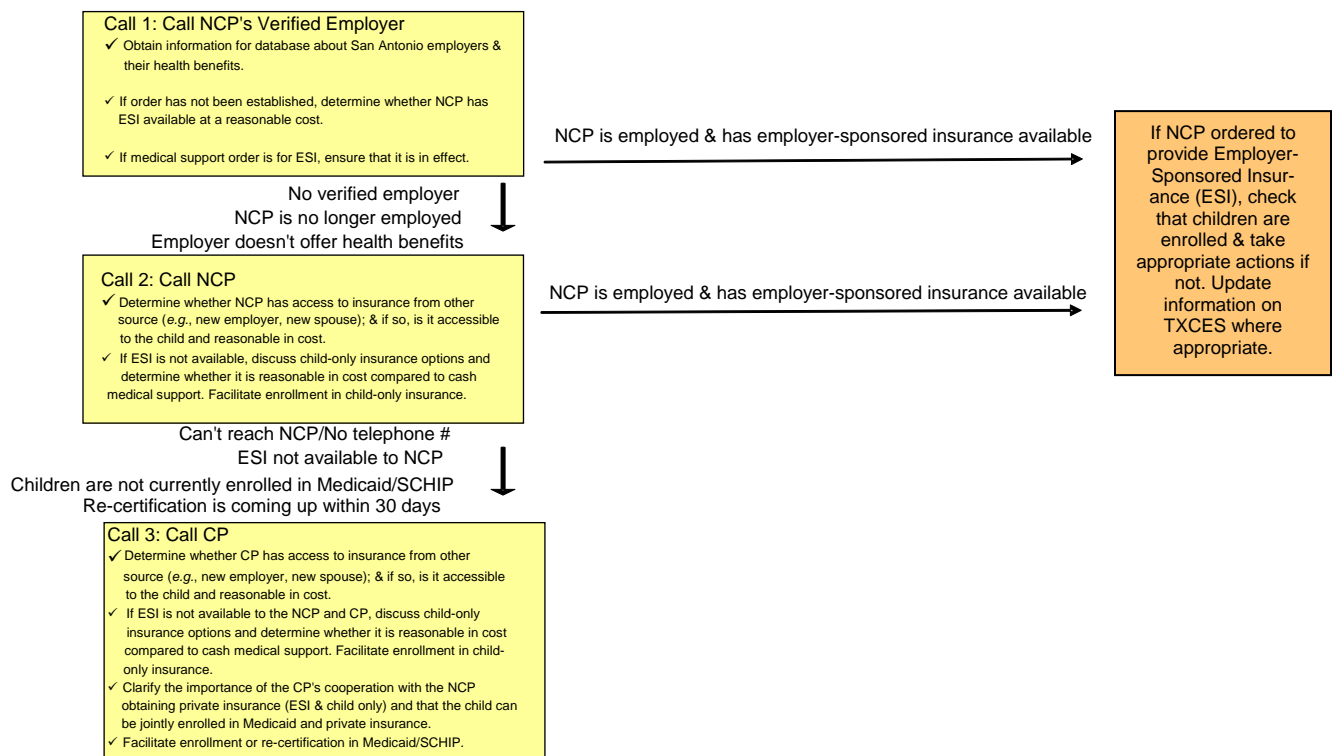 Call 1: Call NCP's Verified Employer
✓ Obtain information for database about San Antonio employers &
their health benefits.
✓ If order has not been established, determine whether NCP has
ESI available at a reasonable cost.
✓ If medical support order is for ESI, ensure that it is in effect.
NCP is employed & has employer-sponsored insurance available
If NCP ordered to
provide Employer-
Sponsored Insur-
ance (ESI), check
that children are
enrolled & take
appropriate actions if
not. Update
information on
TXCES where
appropriate.
No verified employer
NCP is no longer employed
Employer doesn't offer health benefits
Call 2: Call NCP
✓ Determine whether NCP has access to insurance from other
source (e.g., new employer, new spouse); & if so, is it accessible
to the child and reasonable in cost.
✓ If ESI is not available, discuss child-only insurance options and
determine whether it is reasonable in cost compared to cash
medical support. Facilitate enrollment in child-only insurance.
NCP is employed & has employer-sponsored insurance available
Can't reach NCP/No telephone #
ESI not available to NCP
Children are not currently enrolled in Medicaid/SCHIP
Re-certification is coming up within 30 days
Call 3: Call CP
✓ Determine whether CP has access to insurance from other
source (e.g., new employer, new spouse); & if so, is it accessible
to the child and reasonable in cost.
✓ If ESI is not available to the NCP and CP, discuss child-only
insurance options and determine whether it is reasonable in cost
compared to cash medical support. Facilitate enrollment in child-
only insurance.
✓ Clarify the importance of the CP's cooperation with the NCP
obtaining private insurance (ESI & child only) and that the child can
be jointly enrolled in Medicaid and private insurance.
✓ Facilitate enrollment or re-certification in Medicaid/SCHIP.